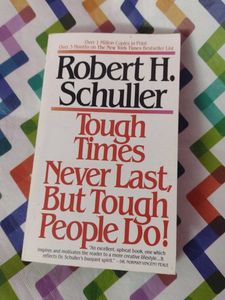 Over 1 Million Copies in Print
Over 5 Months on The New York Times Bestseller List
Robert H.
Schuller
Tough
Times
Never Last,
But Tough
People Do!
"An excellent, upbeat book, one which
inspires and motivates the reader to a more creative lifestyle...It
reflects Dr. Schuller's buoyant spirit." —DR. NORMAN VINCENT PEALE